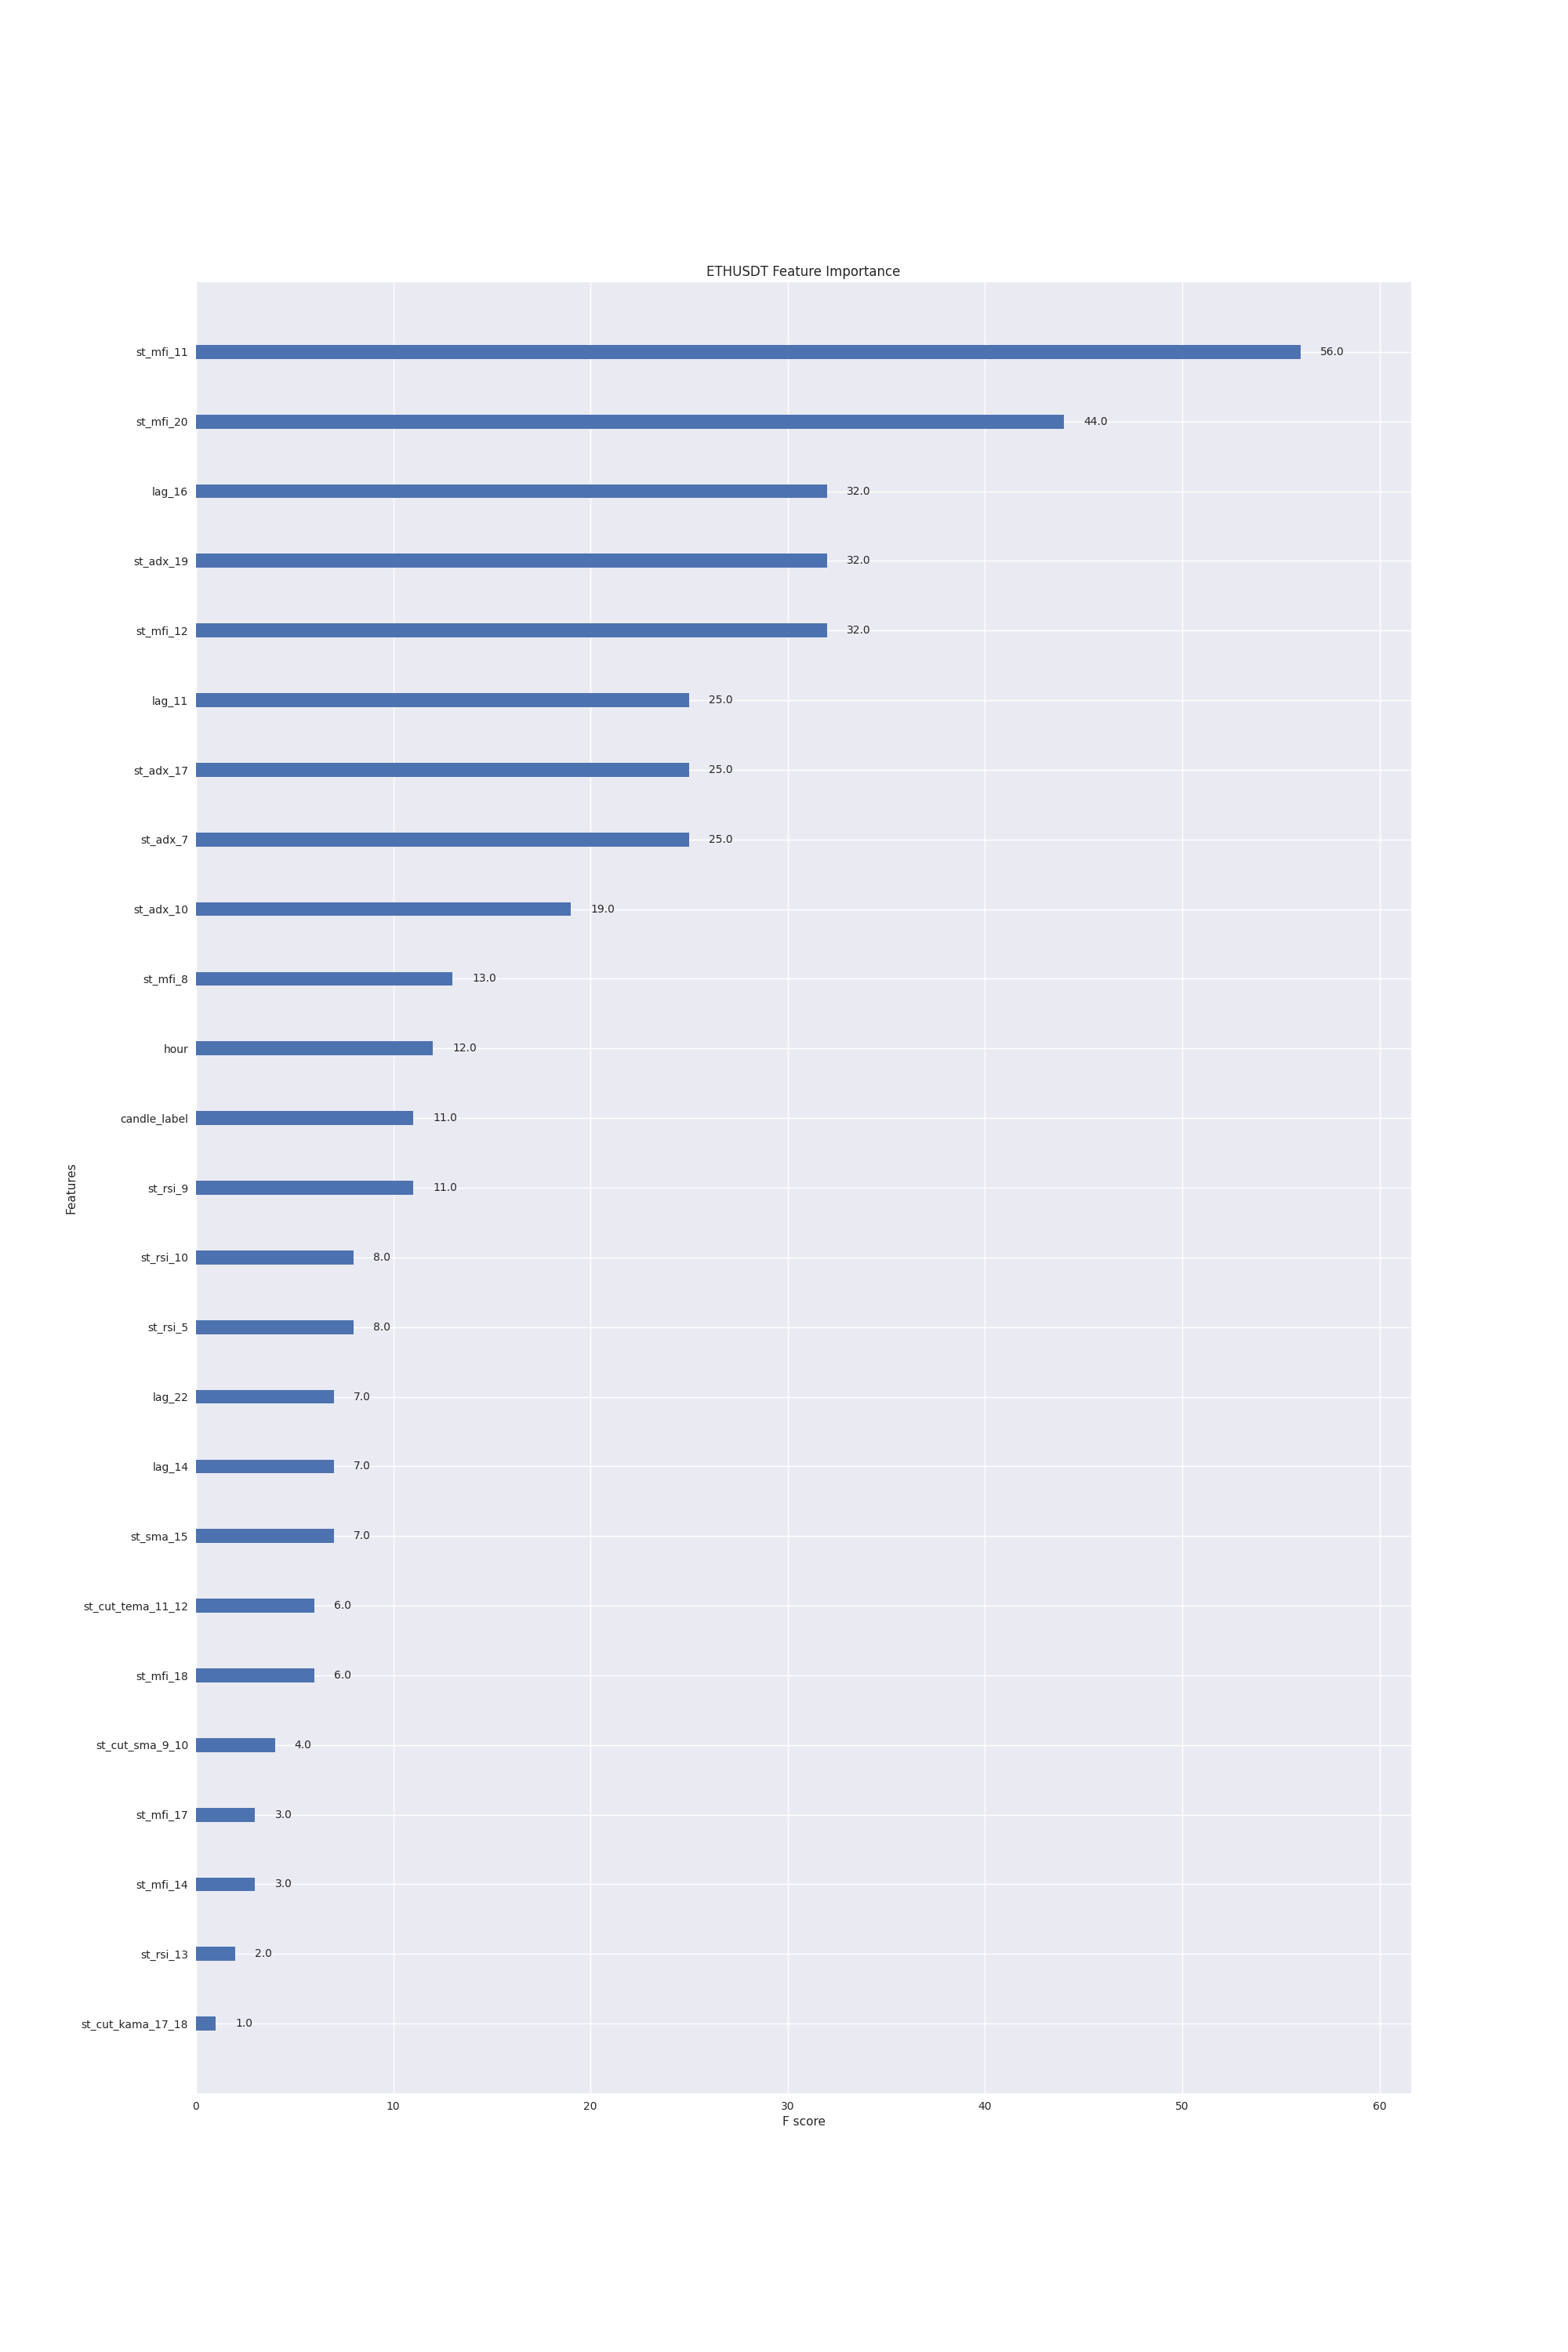 ETHUSDT Feature Importance
st_mfi_11 56.0
st_mfi_20 44.0
lag_16 32.0
st_adx_19 32.0
st_mfi_12 32.0
lag_11 25.0
st_adx_17 25.0
st_adx_7 25.0
st_adx_10 19.0
st_mfi_8 13.0
hour 12.0
candle_label 11.0
st_rsi_9 11.0
st_rsi_10 8.0
st_rsi_5 8.0
lag_22 7.0
lag_14 7.0
st_sma_15 7.0
st_cut_tema_11_12 6.0
st_mfi_18 6.0
st_cut_sma_9_10 4.0
st_mfi_17 3.0
st_mfi_14 3.0
st_rsi_13 2.0
st_cut_kama_17_18 1.0
Features
0 10 20 30 40 50 60
F score